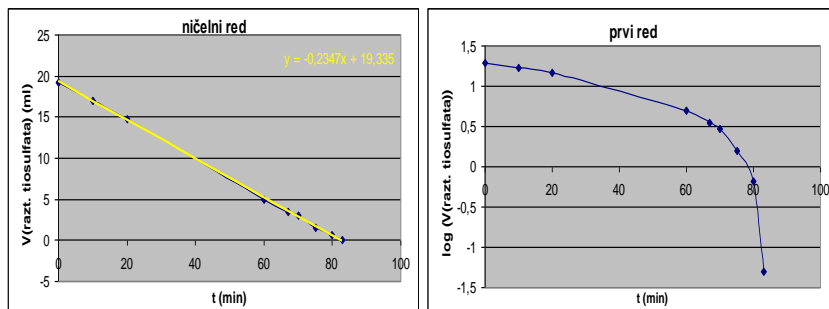 ničelni red
y = -0,2347x + 19,335
V(razt. tiosulfata) (ml)
25
20
15
10
5
0
-5
0 20 40 60 80 100
t (min)
prvi red
log (V(razt. tiosulfata))
1,5
1
0,5
0
-0,5
-1
-1,5
0 20 40 60 80 100
t (min)